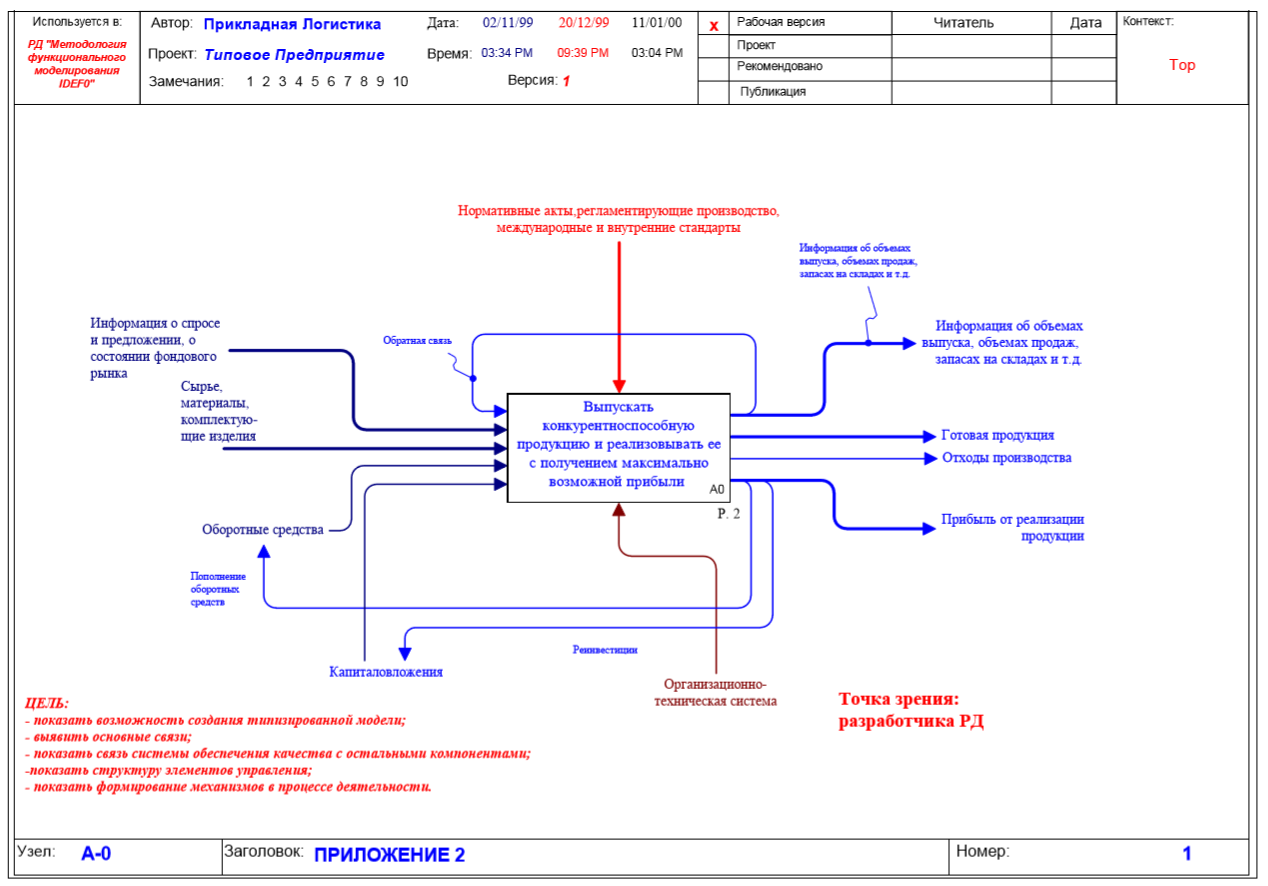 Используется в:
РД "Методология
функционального
моделирования
IDEF0"
Автор: Прикладная Логистика
Проект: Типовое Предприятие
Замечания: 1 2 3 4 5 6 7 8 9 10
Дата: 02/11/99 20/12/99 11/01/00
Время: 03:34 PM 09:39 PM 03:04 PM
Версия: 1
x Рабочая версия
Проект
Рекомендовано
Публикация
Читатель
Дата
Контекст:
Top
Нормативные акты,регламентирующие производство,
международные и внутренние стандарты
Информация об объемах
выпуска, объемах продаж,
запасах на складах и т.д.
Информация о спросе
и предложении, о
состоянии фондового
рынка
Обратная связь
Информация об объемах
выпуска, объемах продаж,
запасах на складах и т.д.
Сырье,
материалы,
комплектую-
щие изделия
Выпускать
конкурентноспособную
продукцию и реализовывать ее
с получением максимально
возможной прибыли
A0
P. 2
Готовая продукция
Отходы производства
Оборотные средства
Прибыль от реализации
продукции
Пополнение
оборотных
средств
Реинвестиции
Капиталовложения
Организационно-
техническая система
ЦЕЛЬ:
- показать возможность создания типизированной модели;
- выявить основные связи;
- показать связь системы обеспечения качества с остальными компонентами;
-показать структуру элементов управления;
- показать формирование механизмов в процессе деятельности.
Точка зрения:
разработчика РД
Узел: A-0
Заголовок: ПРИЛОЖЕНИЕ 2
Номер: 1